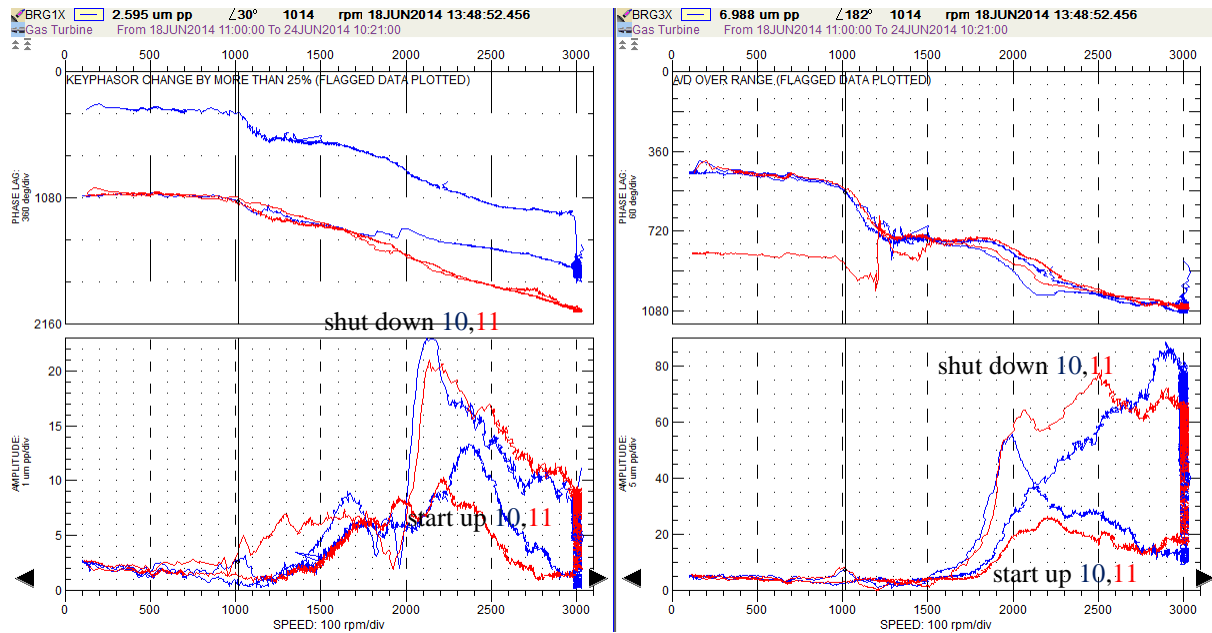 BRG1X 2.595 um pp ∠30° 1014 rpm 18JUN2014 13:48:52.456
Gas Turbine From 18JUN2014 11:00:00 To 24JUN2014 10:21:00
0 500 1000 1500 2000 2500 3000
KEYPHASOR CHANGE BY MORE THAN 25% (FLAGGED DATA PLOTTED)
PHASE LAG:
360 deg/div
0
1080
2160
shut down 10,11
AMPLITUDE:
1 um pp/div
20
15
10
5
0
start up 10,11
0 500 1000 1500 2000 2500 3000
SPEED: 100 rpm/div
BRG3X 6.988 um pp ∠182° 1014 rpm 18JUN2014 13:48:52.456
Gas Turbine From 18JUN2014 11:00:00 To 24JUN2014 10:21:00
0 500 1000 1500 2000 2500 3000
A/D OVER RANGE (FLAGGED DATA PLOTTED)
PHASE LAG:
60 deg/div
0
360
720
1080
shut down 10,11
AMPLITUDE:
5 um pp/div
80
60
40
20
0
start up 10,11
0 500 1000 1500 2000 2500 3000
SPEED: 100 rpm/div